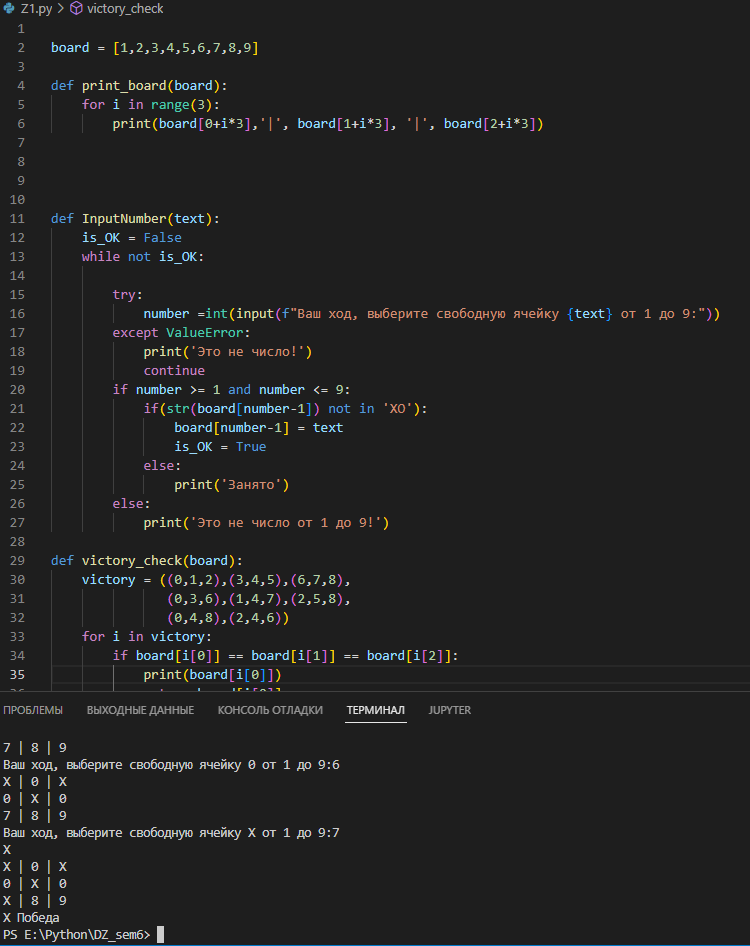 Z1.py > victory_check
1
2 board = [1,2,3,4,5,6,7,8,9]
3
4 def print_board(board):
5     for i in range(3):
6         print(board[0+i*3],'|', board[1+i*3], '|', board[2+i*3])
7
8
9
10
11 def InputNumber(text):
12     is_OK = False
13     while not is_OK:
14
15         try:
16             number =int(input(f"Ваш ход, выберите свободную ячейку {text} от 1 до 9:"))
17         except ValueError:
18             print('Это не число!')
19             continue
20         if number >= 1 and number <= 9:
21             if(str(board[number-1]) not in 'XO'):
22                 board[number-1] = text
23                 is_OK = True
24             else:
25                 print('Занято')
26         else:
27             print('Это не число от 1 до 9!')
28
29 def victory_check(board):
30     victory = ((0,1,2),(3,4,5),(6,7,8),
31                (0,3,6),(1,4,7),(2,5,8),
32                (0,4,8),(2,4,6))
33     for i in victory:
34         if board[i[0]] == board[i[1]] == board[i[2]]:
35             print(board[i[0]])
ПРОБЛЕМЫ ВЫХОДНЫЕ ДАННЫЕ КОНСОЛЬ ОТЛАДКИ ТЕРМИНАЛ JUPYTER
7 | 8 | 9
Ваш ход, выберите свободную ячейку 0 от 1 до 9:6
X | 0 | X
0 | X | 0
7 | 8 | 9
Ваш ход, выберите свободную ячейку X от 1 до 9:7
X
X | 0 | X
0 | X | 0
X | 8 | 9
X Победа
PS E:\Python\DZ_sem6>